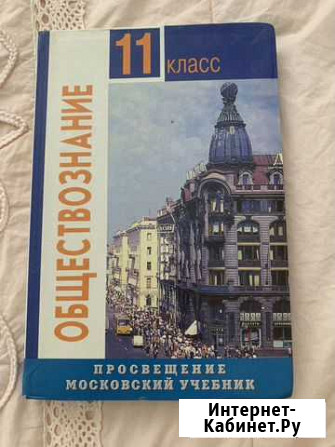 11 класс
ОБЩЕСТВОЗНАНИЕ
ПРОСВЕЩЕНИЕ
МОСКОВСКИЙ УЧЕБНИК
Интернет-
Кабинет.Ру